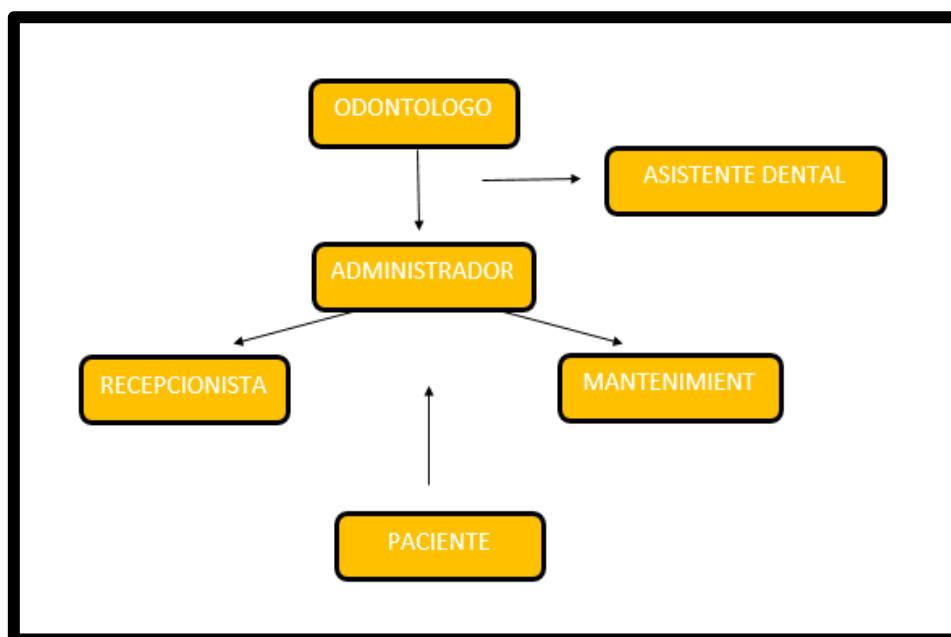 ODONTOLOGO
ASISTENTE DENTAL
ADMINISTRADOR
RECEPCIONISTA
MANTENIMIENT
PACIENTE